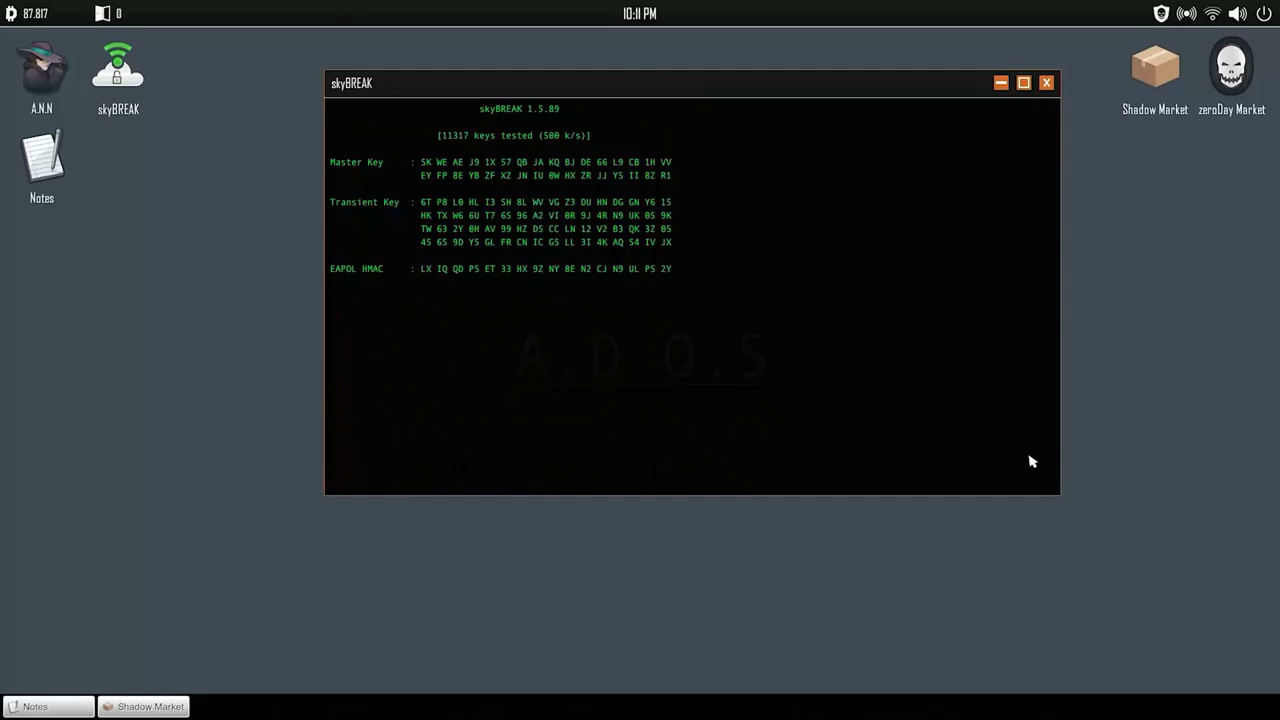 87.817
0
10:11 PM
A.N.N
skyBREAK
Notes
Shadow Market
zeroDay Market
skyBREAK
skyBREAK 1.5.89
[11317 keys tested (500 k/s)]
Master Key : SK WE AE J9 1X 57 QB JA KQ BJ DE 66 L9 CB 1H VV
EY FP 8E YB ZF XZ JN IU 0W HX ZR JJ Y5 II 8Z R1
Transient Key : 6T P8 L0 HL I3 SH 8L WV VG Z3 DU HN DG GN Y6 15
HK TX W6 6U T7 6S 96 A2 VI 0R 9J 4R N9 UK 0S 9K
TW 63 2Y 0H AV 99 HZ D5 CC LN 12 V2 B3 QK 3Z 0S
45 6S 9D Y5 GL FR CN IC G5 LL 3I 4K AQ S4 IV JX
EAPOL HMAC : LX IQ QD P5 ET 33 HX 9Z NY 8E N2 CJ N9 UL PS 2Y
A.D O.S
Notes
Shadow Market